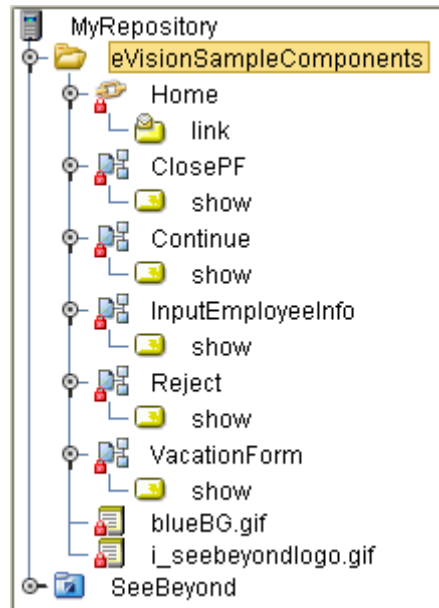 MyRepository
eVisionSampleComponents
Home
link
ClosePF
show
Continue
show
InputEmployeeInfo
show
Reject
show
VacationForm
show
blueBG.gif
i_seebeyondlogo.gif
SeeBeyond